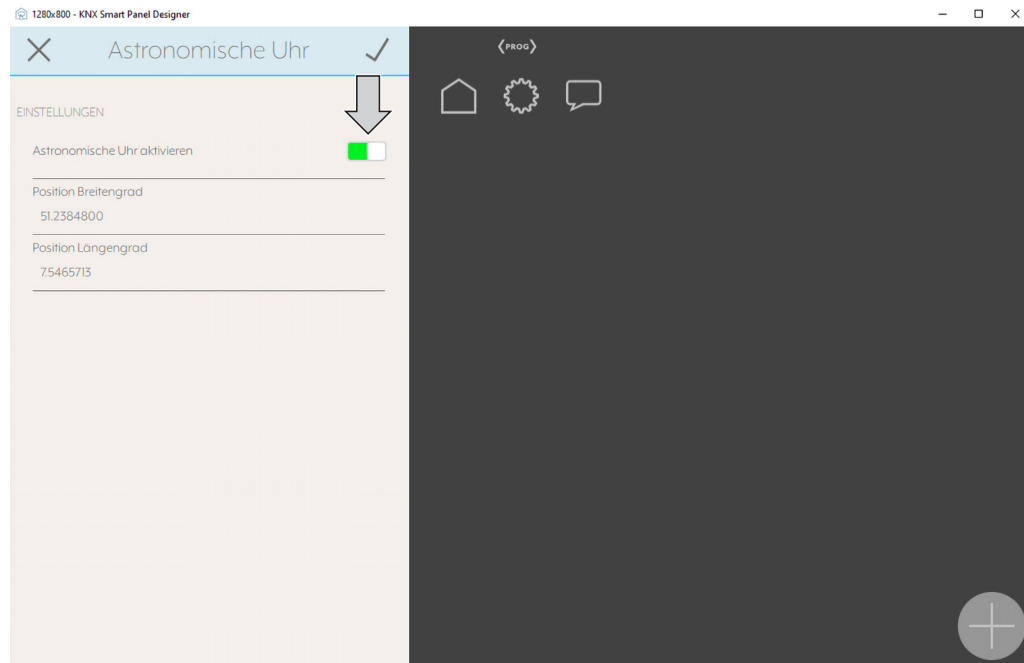 1280x800 - KNX Smart Panel Designer
Astronomische Uhr
PROG
EINSTELLUNGEN
Astronomische Uhr aktivieren
Position Breitengrad
51.2384800
Position Längengrad
7.5465713